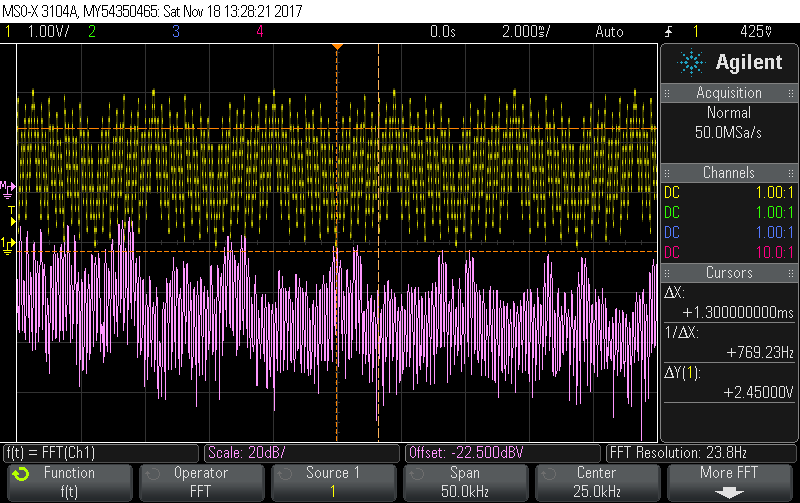 MSO-X 3104A, MY54350465: Sat Nov 18 13:28:21 2017
1 1.00V/ 2 3 4 0.0s 2.000ms/ Auto 1 425mV
Agilent
Acquisition
Normal
50.0MSa/s
Channels
DC 1.00:1
DC 1.00:1
DC 1.00:1
DC 10.0:1
Cursors
ΔX:
+1.300000000ms
1/ΔX:
+769.23Hz
ΔY(1):
+2.45000V
M
T
1
f(t) = FFT(Ch1) Scale: 20dB/ Offset: -22.500dBV FFT Resolution: 23.8Hz
Function Operator Source 1 Span Center More FFT
f(t) FFT 1 50.0kHz 25.0kHz